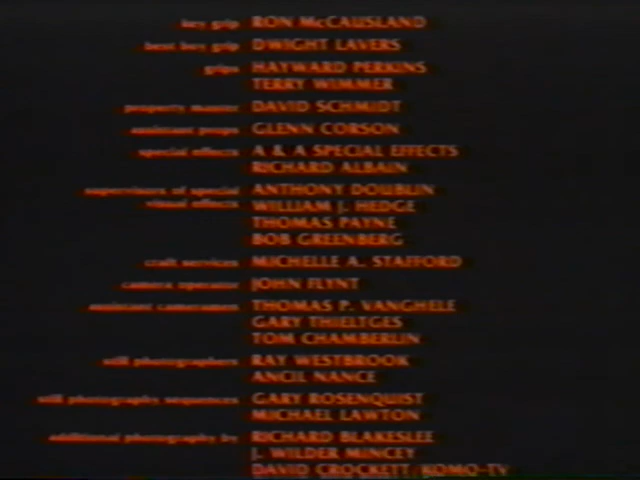 key grip RON McCAUSLAND
best boy grip DWIGHT LAVERS
grips HAYWARD PERKINS
TERRY WIMMER
property master DAVID SCHMIDT
assistant props GLENN CORSON
special effects A & A SPECIAL EFFECTS
RICHARD ALBAIN
supervisors of special ANTHONY DOUBLIN
visual effects WILLIAM J. HEDGE
THOMAS PAYNE
BOB GREENBERG
craft services MICHELLE A. STAFFORD
camera operator JOHN FLYNT
assistant cameramen THOMAS P. VANGHELE
GARY THIELTGES
TOM CHAMBERLIN
still photographers RAY WESTBROOK
ANCIL NANCE
still photography sequences GARY ROSENQUIST
MICHAEL LAWTON
additional photography by RICHARD BLAKESLEE
J. WILDER MINCEY
DAVID CROCKETT/KOMO-TV